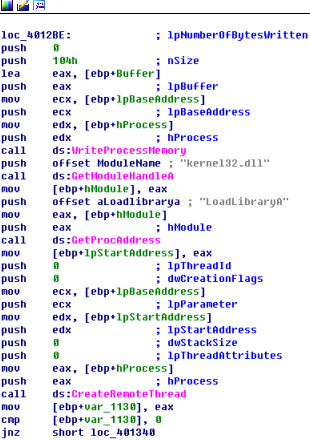 loc_4012BE: ; lpNumberOfBytesWritten
push 0
push 104h ; nSize
lea eax, [ebp+Buffer]
push eax ; lpBuffer
mov ecx, [ebp+lpBaseAddress]
push ecx ; lpBaseAddress
mov edx, [ebp+hProcess]
push edx ; hProcess
call ds:WriteProcessMemory
push offset ModuleName ; "kernel32.dll"
call ds:GetModuleHandleA
mov [ebp+hModule], eax
push offset aLoadlibrarya ; "LoadLibraryA"
mov eax, [ebp+hModule]
push eax ; hModule
call ds:GetProcAddress
mov [ebp+lpStartAddress], eax
push 0 ; lpThreadId
push 0 ; dwCreationFlags
mov ecx, [ebp+lpBaseAddress]
push ecx ; lpParameter
mov edx, [ebp+lpStartAddress]
push edx ; lpStartAddress
push 0 ; dwStackSize
push 0 ; lpThreadAttributes
mov eax, [ebp+hProcess]
push eax ; hProcess
call ds:CreateRemoteThread
mov [ebp+var_1130], eax
cmp [ebp+var_1130], 0
jnz short loc_401340